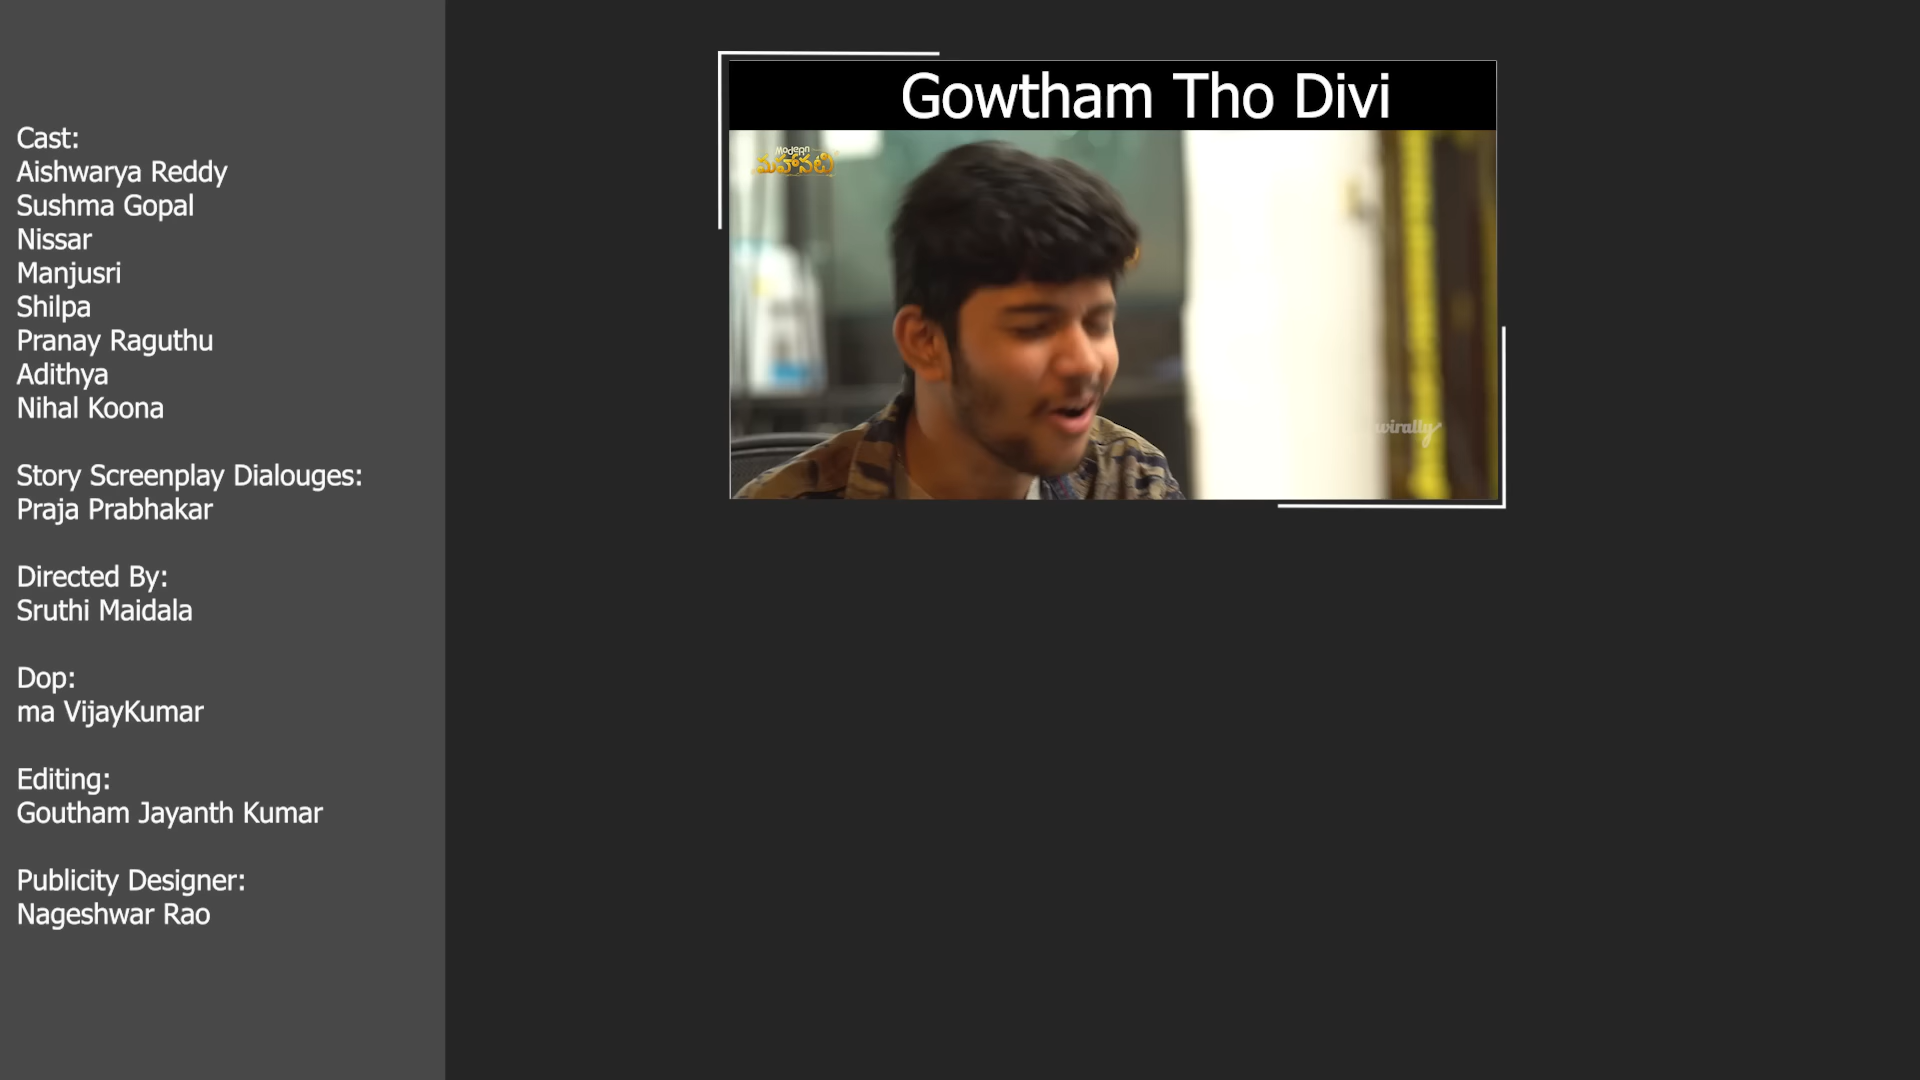 Cast:
Aishwarya Reddy
Sushma Gopal
Nissar
Manjusri
Shilpa
Pranay Raguthu
Adithya
Nihal Koona
Story Screenplay Dialouges:
Praja Prabhakar
Directed By:
Sruthi Maidala
Dop:
ma VijayKumar
Editing:
Goutham Jayanth Kumar
Publicity Designer:
Nageshwar Rao
Gowtham Tho Divi
Modern
మహానటి
wirally